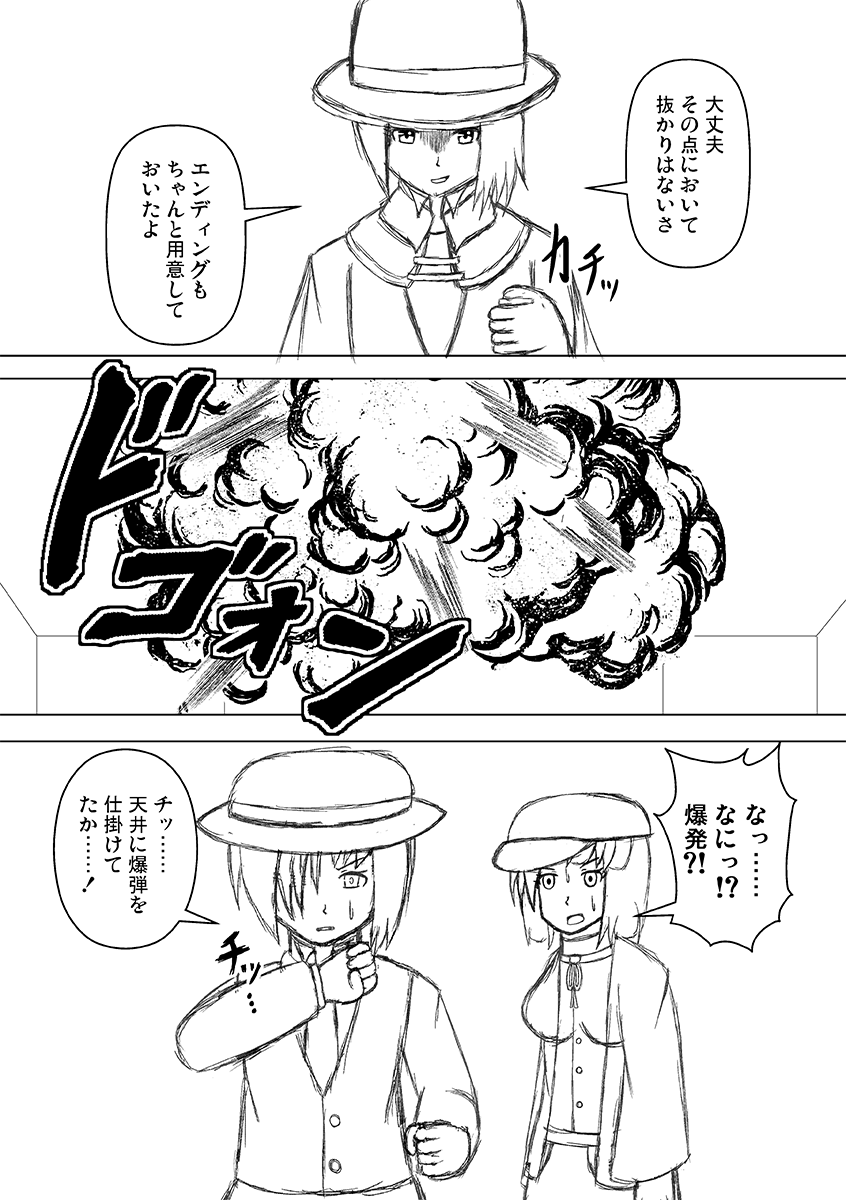 大丈夫
その点において
抜かりはないさ
カチッ
エンディングも
ちゃんと用意して
おいたよ
ドゴォン
なっ……
なにっ!?
爆発?!
チッ……
天井に爆弾を
仕掛けて
たか……!
チッ…